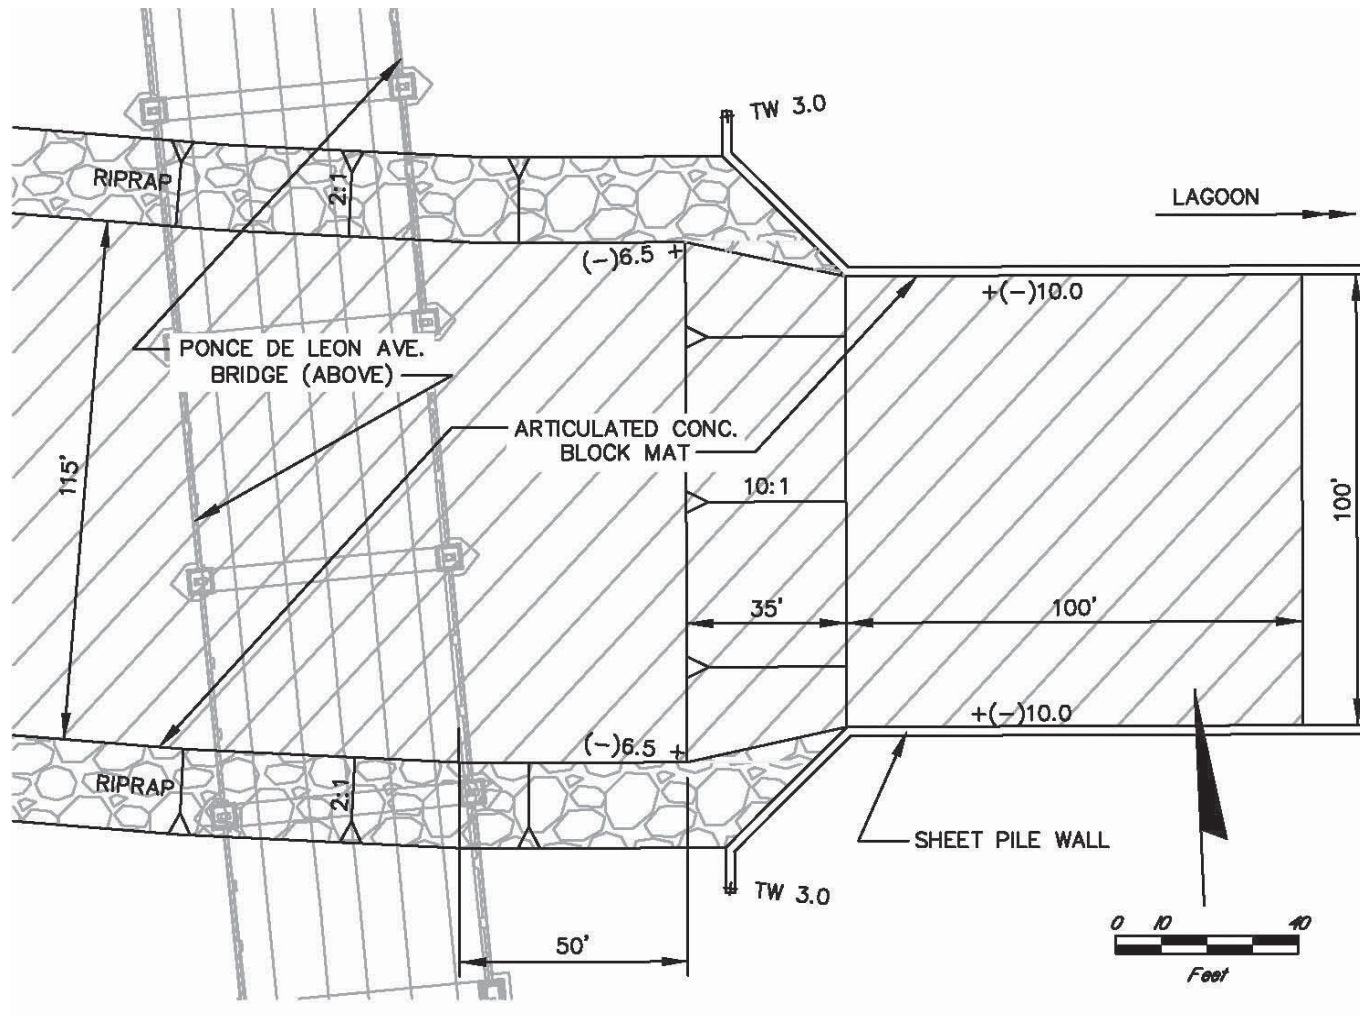 TW 3.0
RIPRAP
2:1
LAGOON
(-)6.5 +
+(-)10.0
PONCE DE LEON AVE.
BRIDGE (ABOVE)
ARTICULATED CONC.
BLOCK MAT
115'
10:1
100'
35'
100'
+(-)10.0
(-)6.5 +
RIPRAP
2:1
SHEET PILE WALL
TW 3.0
50'
0 10 40
Feet